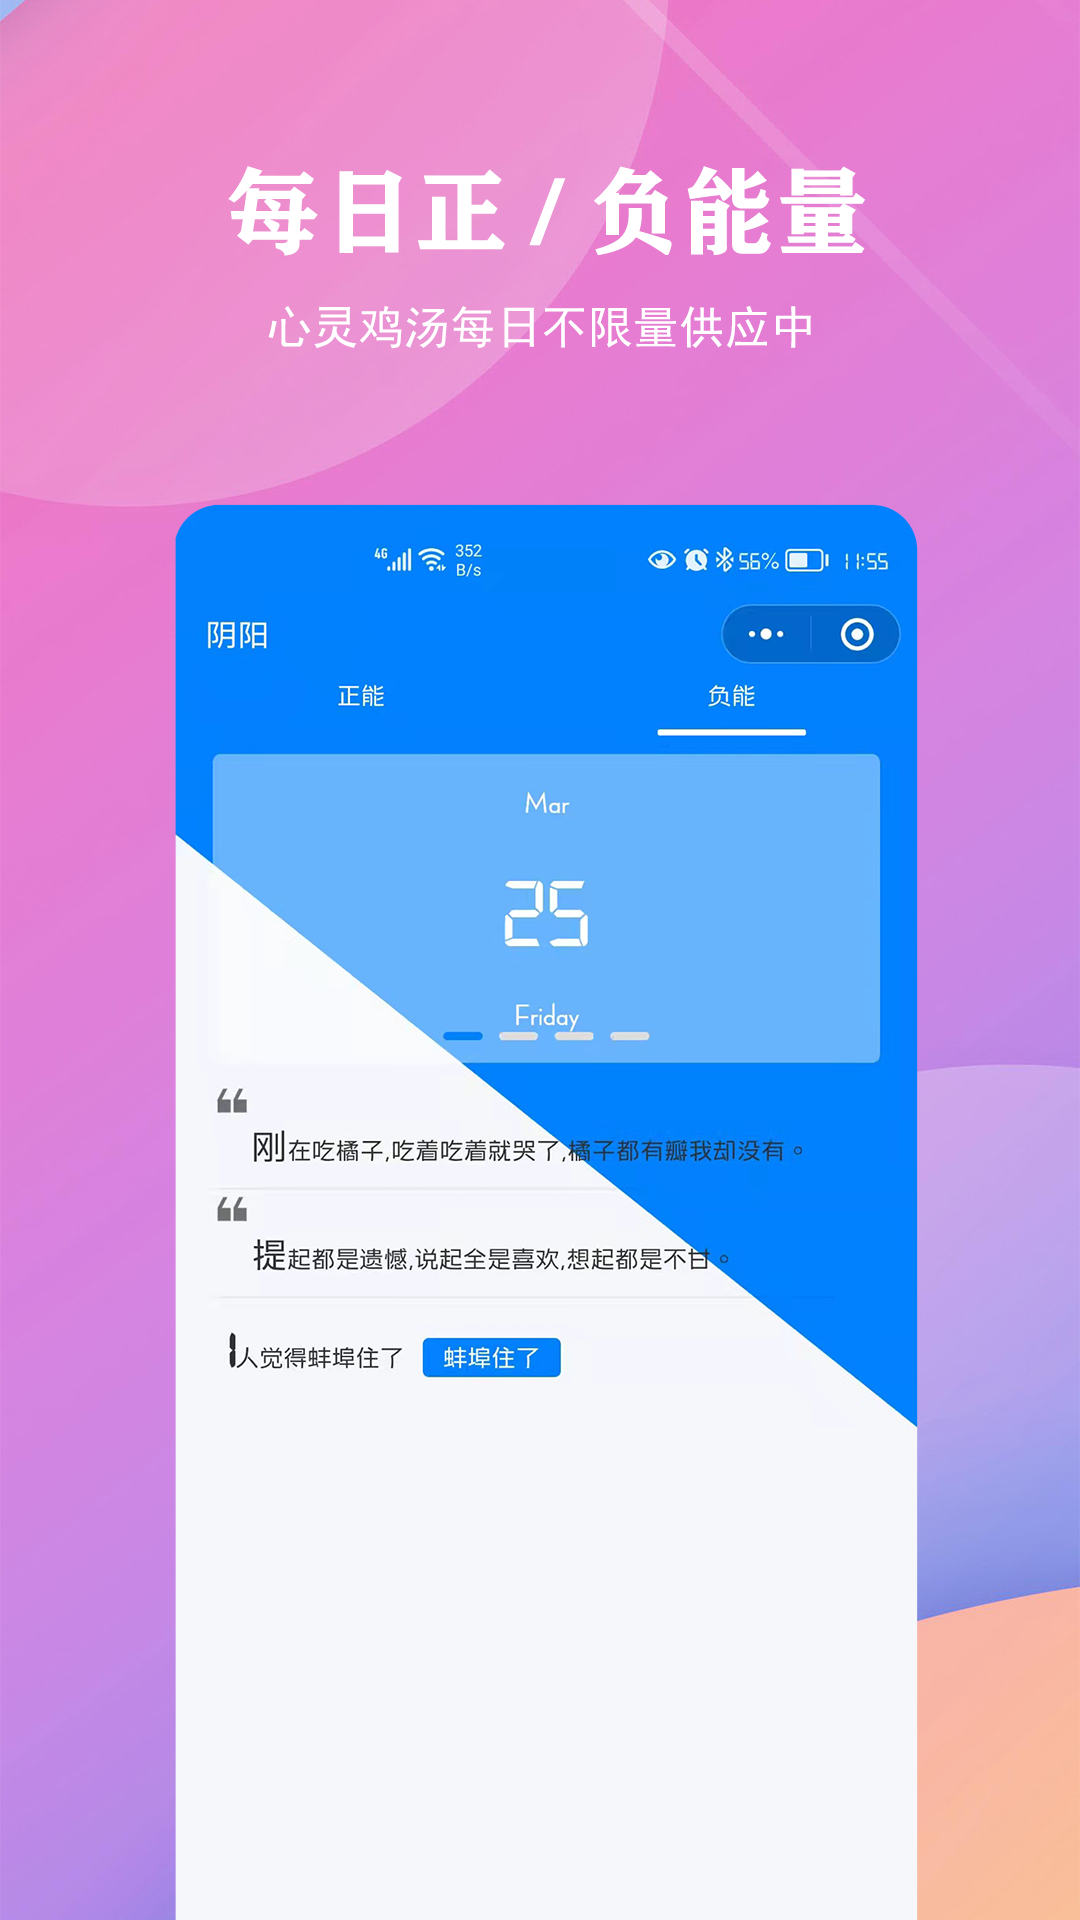 每日正 / 负能量
心灵鸡汤每日不限量供应中
4G 352 B/s 56% 11:55
阴阳
正能 负能
Mar
25
Friday
❝
刚在吃橘子,吃着吃着就哭了,橘子都有瓣我却没有。
❝
提起都是遗憾,说起全是喜欢,想起都是不甘。
1人觉得蚌埠住了 蚌埠住了